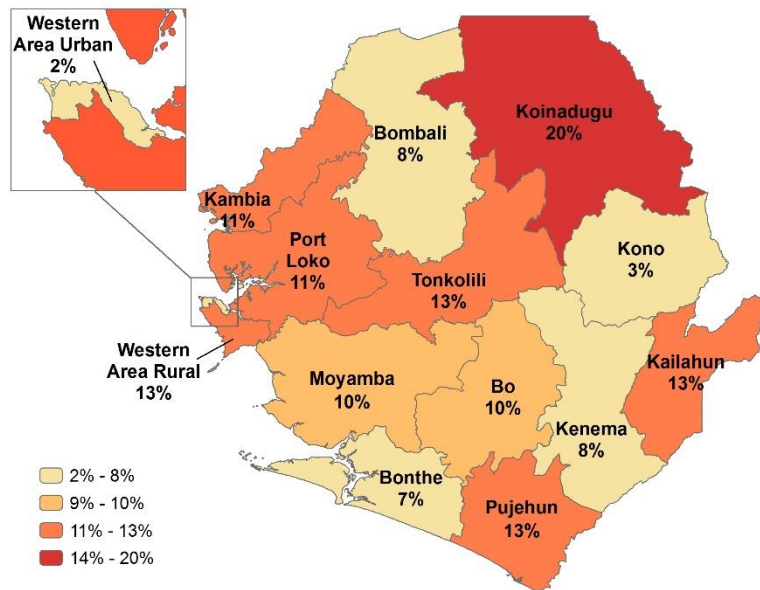 Western
Area Urban
2%
Koinadugu
20%
Bombali
8%
Kambia
11%
Port
Loko
11%
Kono
3%
Tonkolili
13%
Western
Area Rural
13%
Moyamba
10%
Bo
10%
Kailahun
13%
Kenema
8%
Bonthe
7%
Pujehun
13%
2% - 8%
9% - 10%
11% - 13%
14% - 20%